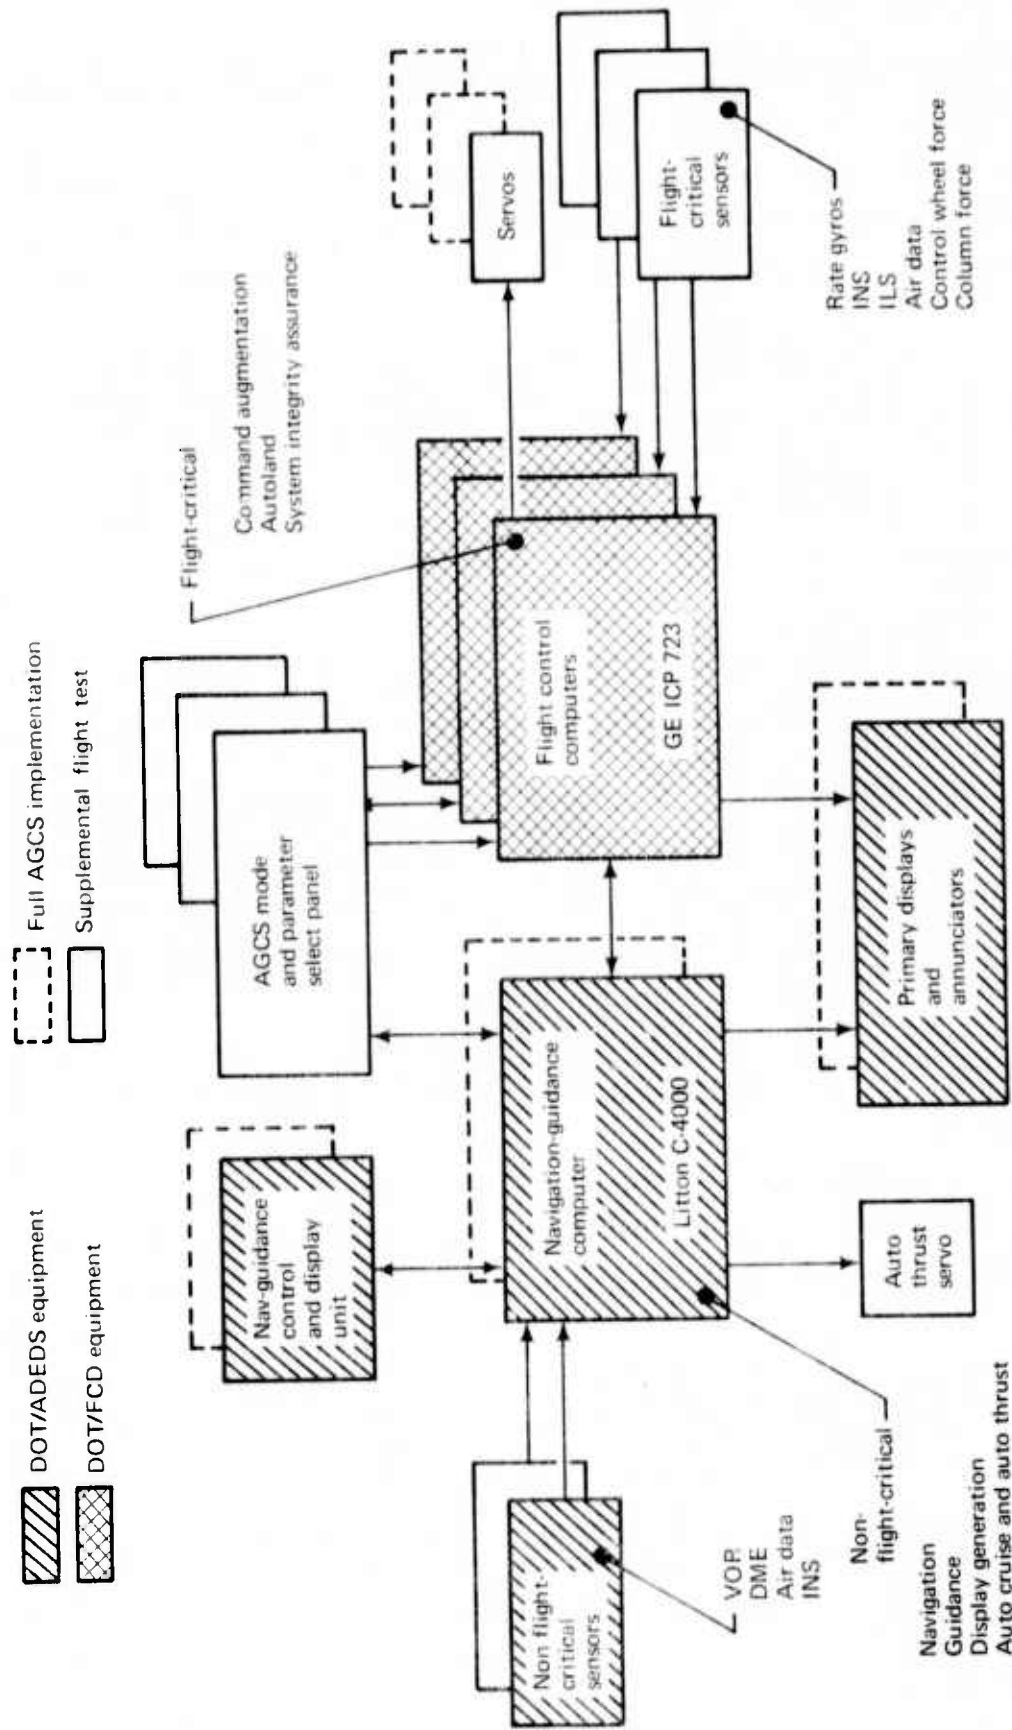 DOT/ADEDS equipment
DOT/FCD equipment
Full AGCS implementation
Supplemental flight test
Nav-guidance
control
and display
unit
AGCS mode
and parameter
select panel
Flight-critical
Command augmentation
Autoland
System integrity assurance
Non flight-
critical
sensors
VOR
DME
Air data
INS
Navigation-guidance
computer
Litton C-4000
Flight control
computers
GE ICP 723
Servos
Flight-
critical
sensors
Rate gyros
INS
ILS
Air data
Control wheel force
Column force
Non-
flight-critical
Navigation
Guidance
Display generation
Auto cruise and auto thrust
Auto
thrust
servo
Primary displays
and
annunciators